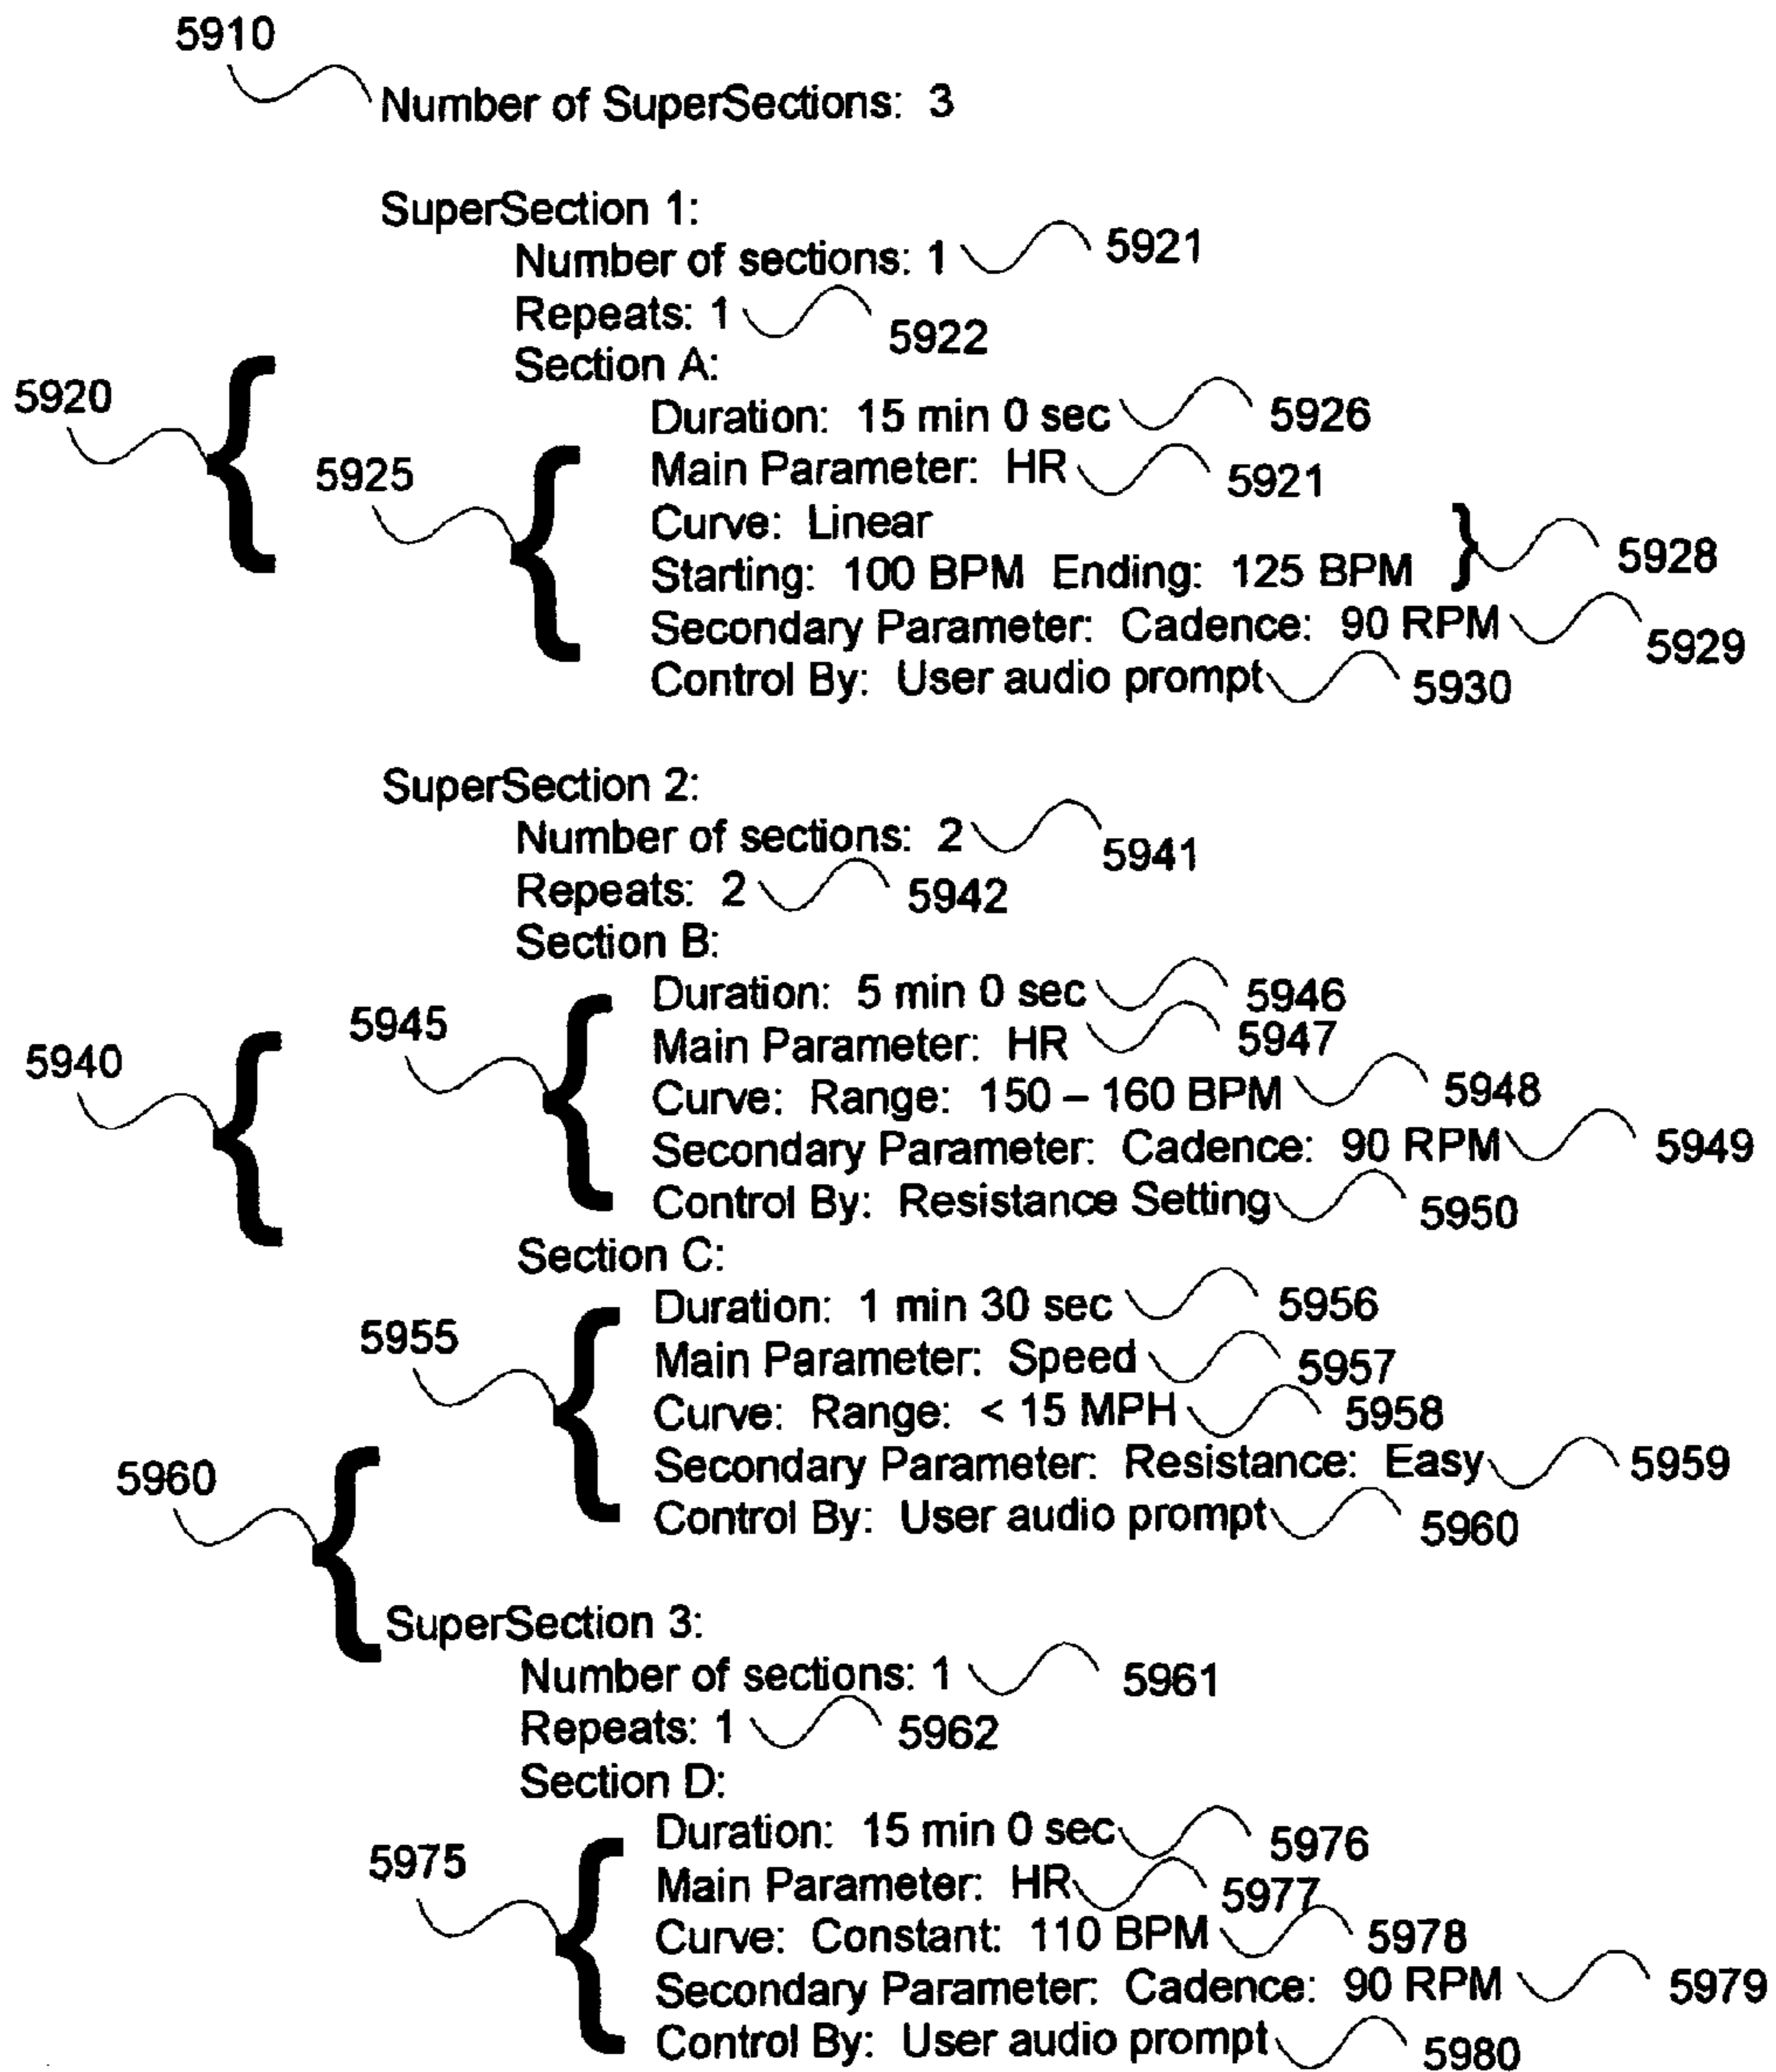 5910
Number of SuperSections: 3
SuperSection 1:
Number of sections: 1 5921
Repeats: 1 5922
Section A:
5920
Duration: 15 min 0 sec 5926
5925 Main Parameter: HR 5921
Curve: Linear
Starting: 100 BPM Ending: 125 BPM } 5928
Secondary Parameter: Cadence: 90 RPM 5929
Control By: User audio prompt 5930
SuperSection 2:
Number of sections: 2 5941
Repeats: 2 5942
Section B:
Duration: 5 min 0 sec 5946
5945 Main Parameter: HR 5947
5940 Curve: Range: 150 – 160 BPM 5948
Secondary Parameter: Cadence: 90 RPM 5949
Control By: Resistance Setting 5950
Section C:
Duration: 1 min 30 sec 5956
5955 Main Parameter: Speed 5957
Curve: Range: < 15 MPH 5958
5960 Secondary Parameter: Resistance: Easy 5959
Control By: User audio prompt 5960
SuperSection 3:
Number of sections: 1 5961
Repeats: 1 5962
Section D:
Duration: 15 min 0 sec 5976
5975 Main Parameter: HR 5977
Curve: Constant: 110 BPM 5978
Secondary Parameter: Cadence: 90 RPM 5979
Control By: User audio prompt 5980